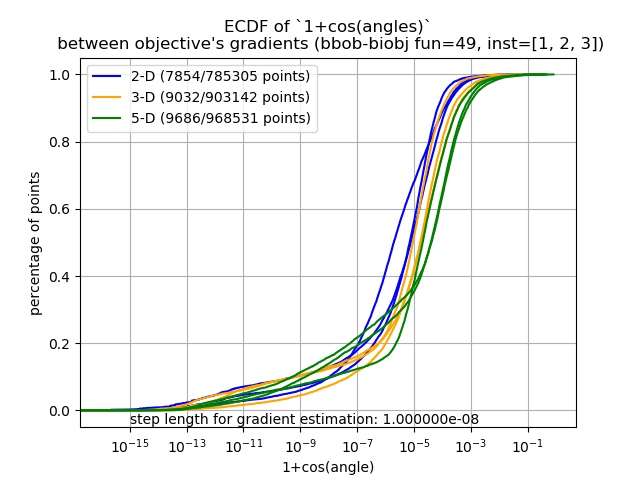 ECDF of `1+cos(angles)`
between objective's gradients (bbob-biobj fun=49, inst=[1, 2, 3])
2-D (7854/785305 points)
3-D (9032/903142 points)
5-D (9686/968531 points)
percentage of points
1.0
0.8
0.6
0.4
0.2
0.0
step length for gradient estimation: 1.000000e-08
10⁻¹⁵ 10⁻¹³ 10⁻¹¹ 10⁻⁹ 10⁻⁷ 10⁻⁵ 10⁻³ 10⁻¹
1+cos(angle)